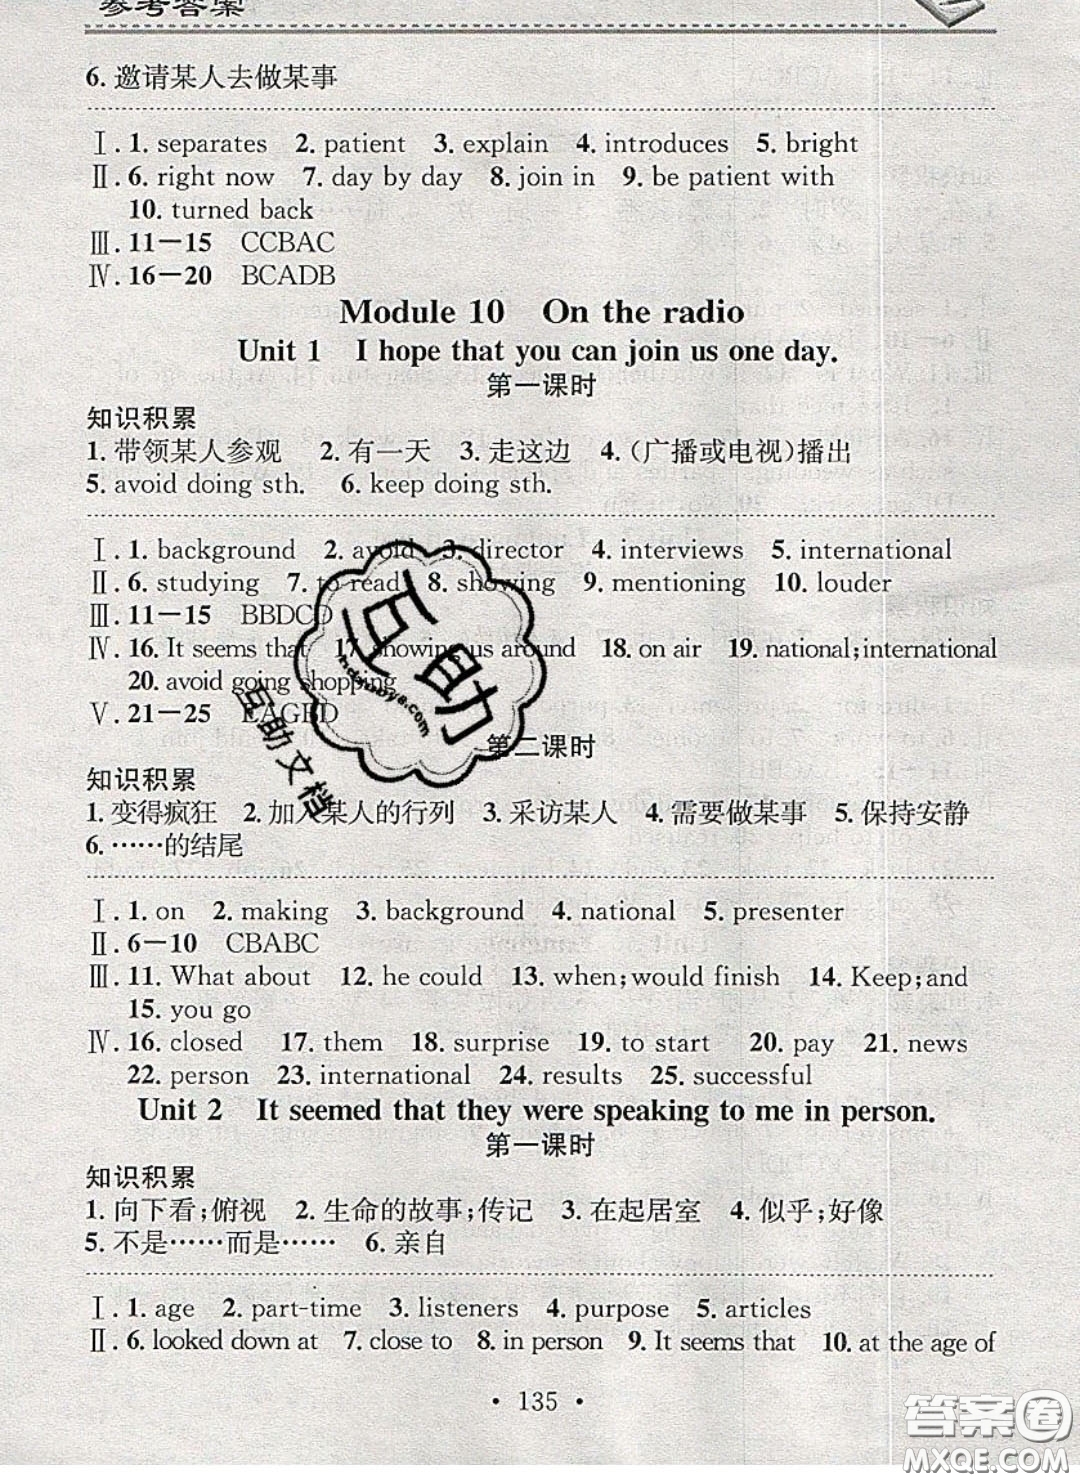 参考答案
6. 邀请某人去做某事
Ⅰ. 1. separates 2. patient 3. explain 4. introduces 5. bright
Ⅱ. 6. right now 7. day by day 8. join in 9. be patient with
10. turned back
Ⅲ. 11－15 CCBAC
Ⅳ. 16－20 BCADB
Module 10 On the radio
Unit 1 I hope that you can join us one day.
第一课时
知识积累
1. 带领某人参观 2. 有一天 3. 走这边 4. (广播或电视)播出
5. avoid doing sth. 6. keep doing sth.
Ⅰ. 1. background 2. avoid 3. director 4. interviews 5. international
Ⅱ. 6. studying 7. to read 8. showing 9. mentioning 10. louder
Ⅲ. 11－15 BBDCD
Ⅳ. 16. It seems that 17. showing us around 18. on air 19. national; international
20. avoid going shopping
Ⅴ. 21－25 EAGFD
第二课时
知识积累
1. 变得疯狂 2. 加入某人的行列 3. 采访某人 4. 需要做某事 5. 保持安静
6. ……的结尾
Ⅰ. 1. on 2. making 3. background 4. national 5. presenter
Ⅱ. 6－10 CBABC
Ⅲ. 11. What about 12. he could 13. when; would finish 14. Keep; and
15. you go
Ⅳ. 16. closed 17. them 18. surprise 19. to start 20. pay 21. news
22. person 23. international 24. results 25. successful
Unit 2 It seemed that they were speaking to me in person.
第一课时
知识积累
1. 向下看;俯视 2. 生命的故事;传记 3. 在起居室 4. 似乎;好像
5. 不是……而是…… 6. 亲自
Ⅰ. 1. age 2. part-time 3. listeners 4. purpose 5. articles
Ⅱ. 6. looked down at 7. close to 8. in person 9. It seems that 10. at the age of
• 135 •
互助
hdzuoye.com
互助文档
答案圈
MXQE.COM